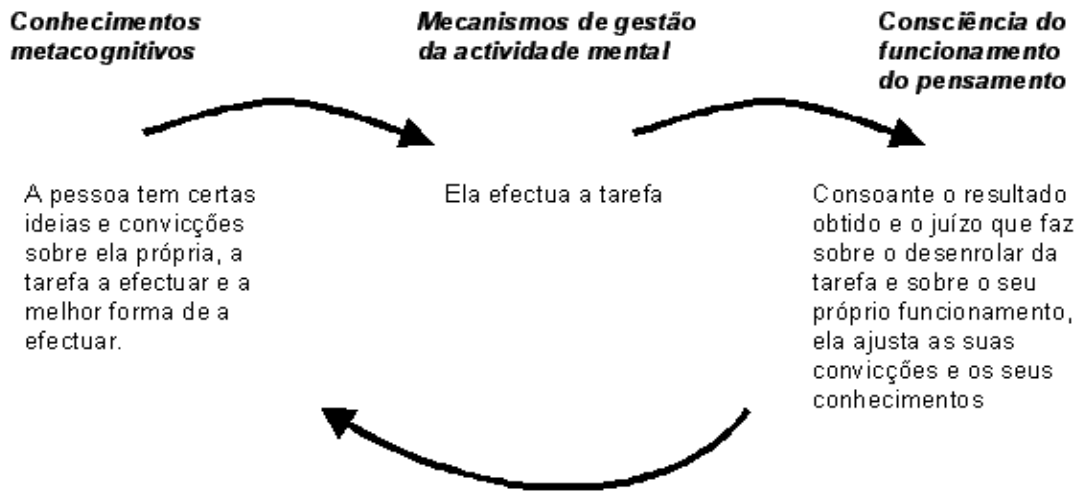 Conhecimentos
metacognitivos
Mecanismos de gestão
da actividade mental
Consciência do
funcionamento
do pensamento
A pessoa tem certas
ideias e convicções
sobre ela própria, a
tarefa a efectuar e a
melhor forma de a
efectuar.
Ela efectua a tarefa
Consoante o resultado
obtido e o juízo que faz
sobre o desenrolar da
tarefa e sobre o seu
próprio funcionamento,
ela ajusta as suas
convicções e os seus
conhecimentos